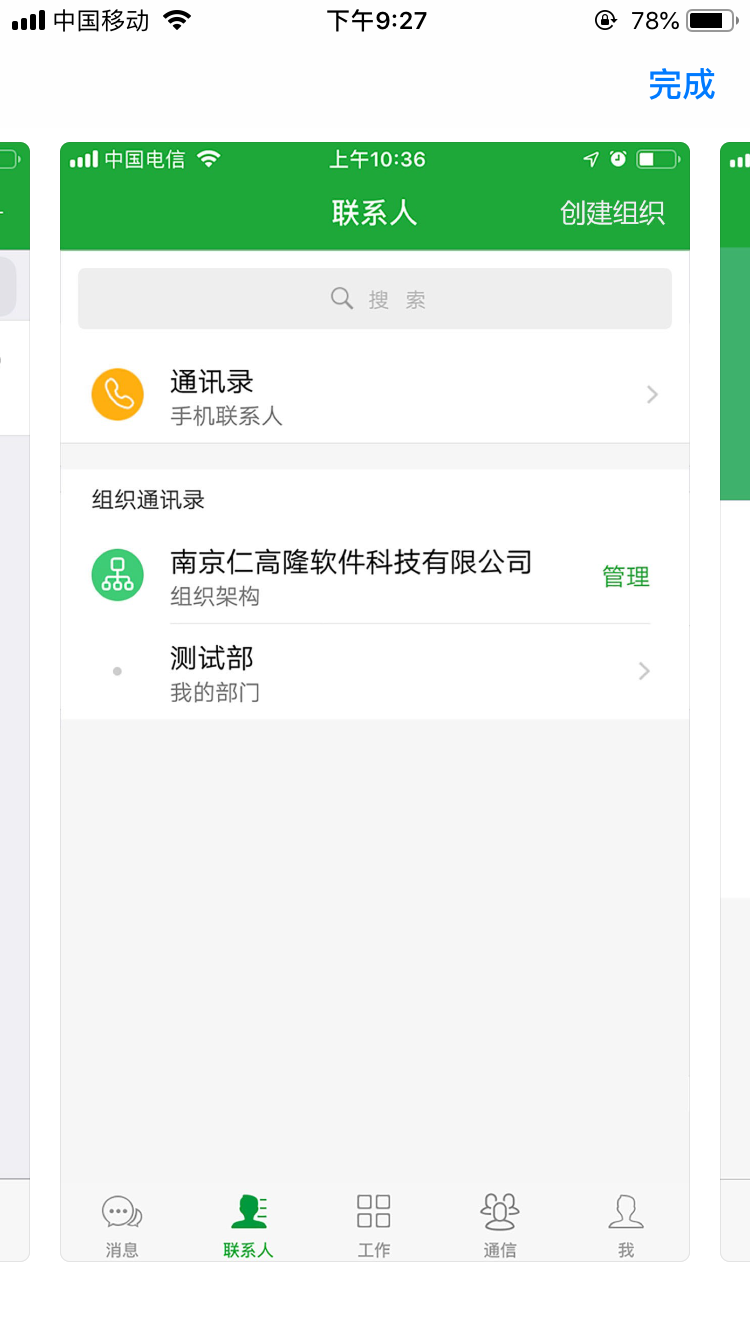 中国移动 下午9:27 78%
完成
中国电信 上午10:36
联系人 创建组织
搜索
通讯录
手机联系人
组织通讯录
南京仁高隆软件科技有限公司
组织架构
管理
测试部
我的部门
消息 联系人 工作 通信 我